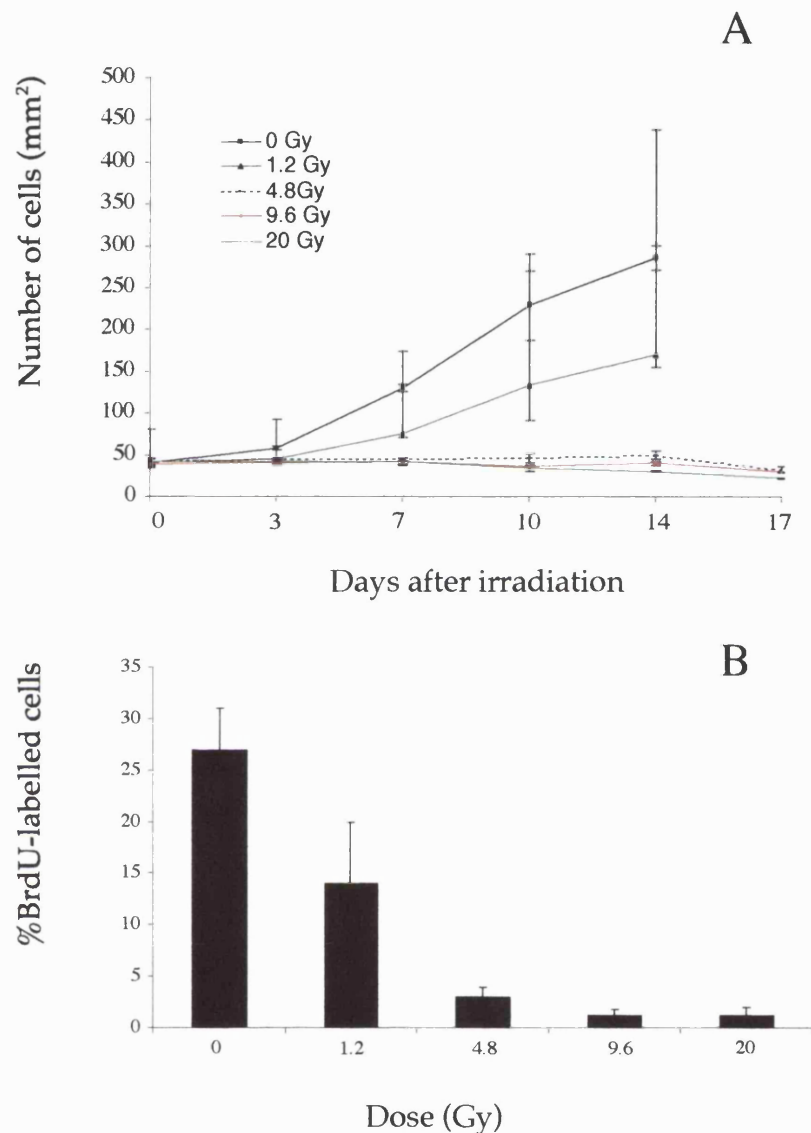 A
Number of cells (mm²)
500
450
400
350
300
250
200
150
100
50
0
0 Gy
1.2 Gy
4.8Gy
9.6 Gy
20 Gy
0 3 7 10 14 17
Days after irradiation
B
%BrdU-labelled cells
35
30
25
20
15
10
5
0
0 1.2 4.8 9.6 20
Dose (Gy)